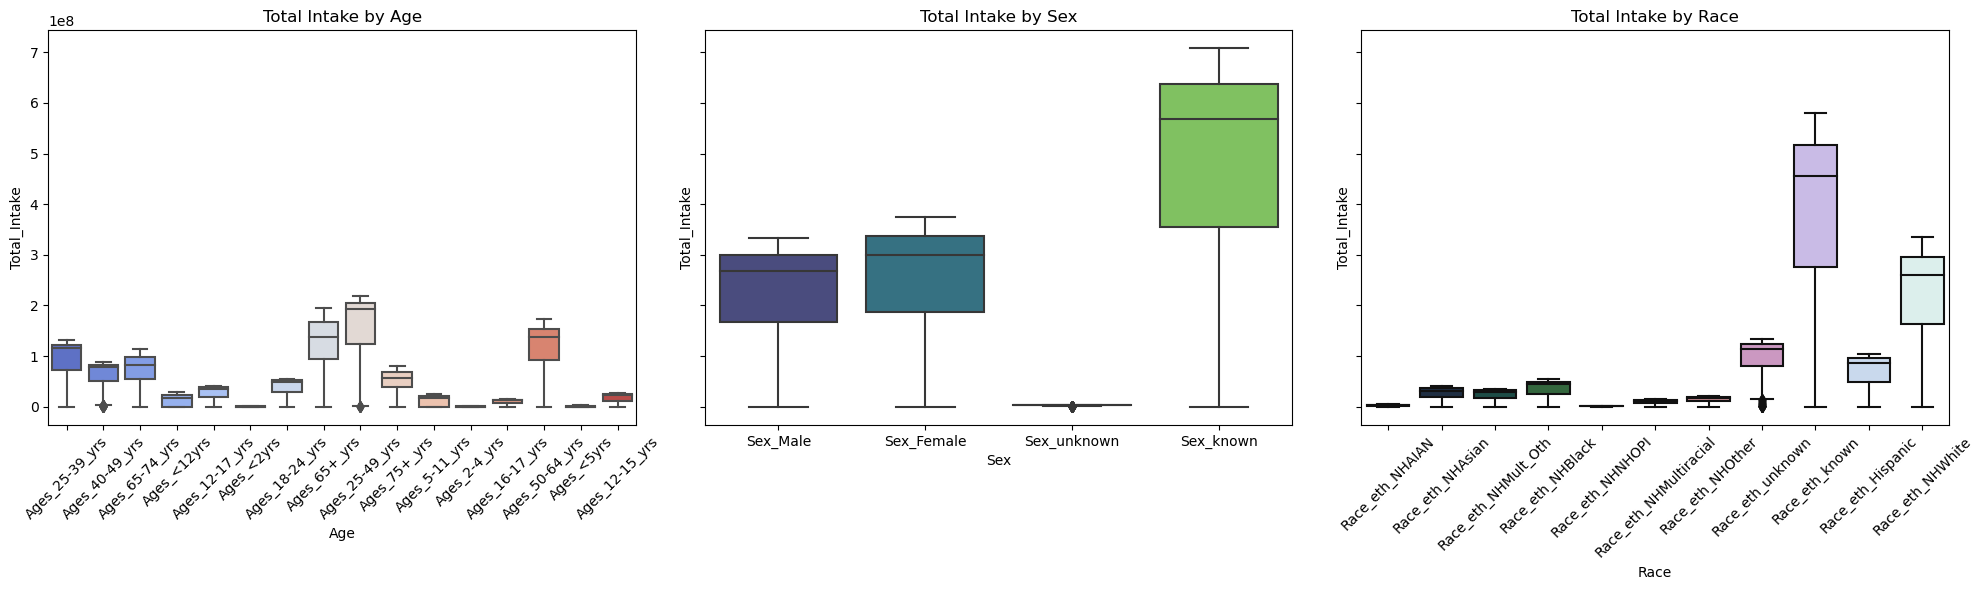 Total Intake by Age
1e8
Total_Intake
7
6
5
4
3
2
1
0
Ages_25-39_yrs
Ages_40-49_yrs
Ages_65-74_yrs
Ages_<12yrs
Ages_12-17_yrs
Ages_<2yrs
Ages_18-24_yrs
Ages_65+_yrs
Ages_25-49_yrs
Ages_75+_yrs
Ages_5-11_yrs
Ages_2-4_yrs
Ages_16-17_yrs
Ages_50-64_yrs
Ages_<5yrs
Ages_12-15_yrs
Age
Total Intake by Sex
Total_Intake
Sex_Male
Sex_Female
Sex_unknown
Sex_known
Sex
Total Intake by Race
Total_Intake
Race_eth_NHAIAN
Race_eth_NHAsian
Race_eth_NHMult_Oth
Race_eth_NHBlack
Race_eth_NHNHOPI
Race_eth_NHMultiracial
Race_eth_NHOther
Race_eth_unknown
Race_eth_known
Race_eth_Hispanic
Race_eth_NHWhite
Race